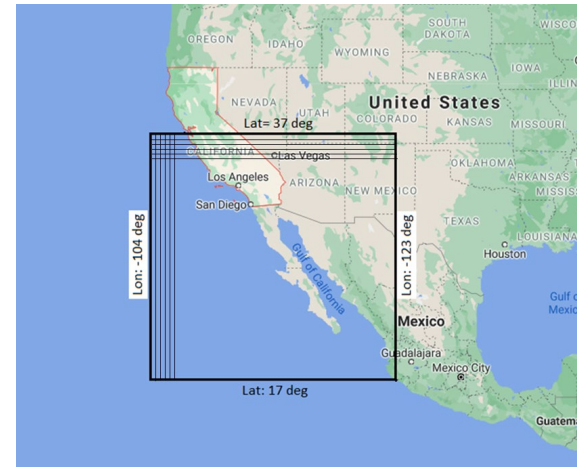 SOUTH
DAKOTA
WISCO
OREGON
IDAHO
WYOMING
IOWA
NEBRASKA
ILLIN
NEVADA
United States
UTAH
COLORADO
KANSAS
MISSOURI
Lat= 37 deg
CALIFORNIA
Las Vegas
OKLAHOMA
Los Angeles
ARIZONA
NEW MEXICO
ARKANSAS
MISSIS
San Diego
TEXAS
Lon: -104 deg
Lon: -123 deg
LOUISIANA
Houston
Gulf of California
Gulf o
Mexic
Mexico
Guadalajara
Mexico City
Lat: 17 deg
Guatem